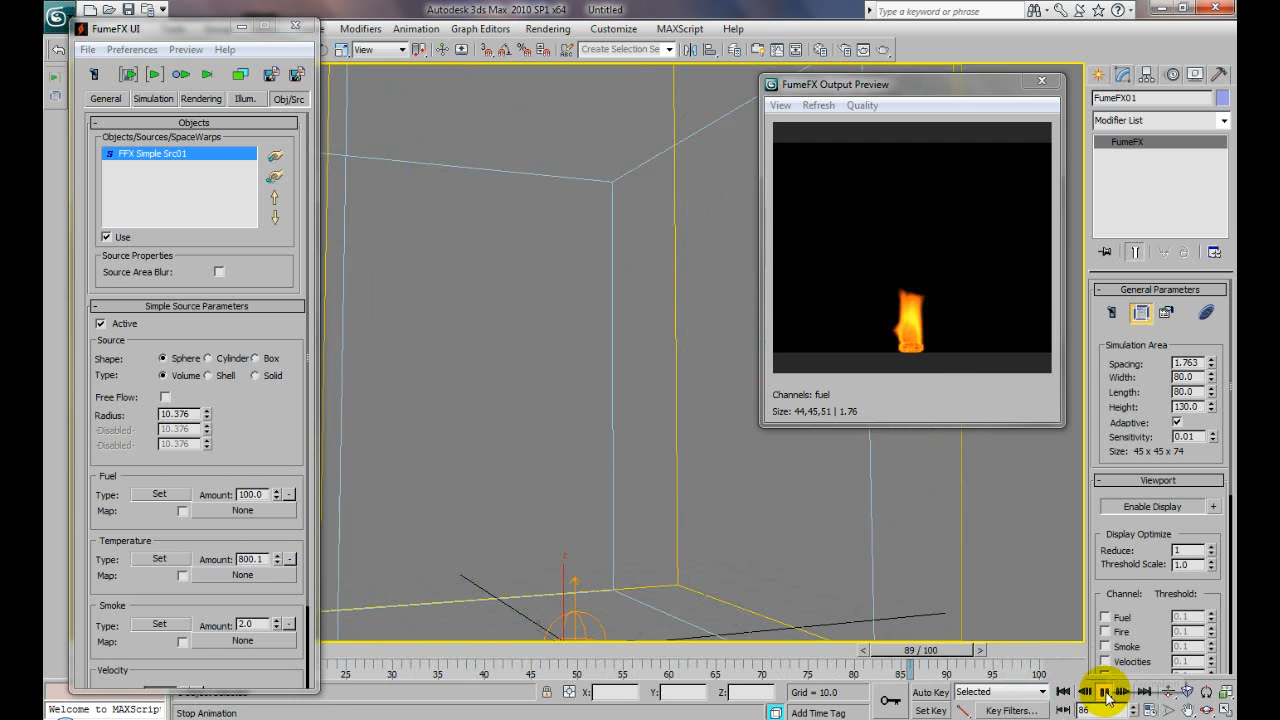 Autodesk 3ds Max 2010 SP1 x64 Untitled
Type a keyword or phrase
FumeFX UI
Modifiers Animation Graph Editors Rendering Customize MAXScript Help
File Preferences Preview Help
View
Create Selection Se
General Simulation Rendering Illum. Obj/Src
Objects
Objects/Sources/SpaceWarps
S FFX Simple Src01
Use
Source Properties
Source Area Blur:
Simple Source Parameters
Active
Source
Shape: Sphere Cylinder Box
Type: Volume Shell Solid
Free Flow:
Radius: 10.376
-Disabled- 10.376
-Disabled- 10.376
Fuel
Type: Set Amount: 100.0
Map: None
Temperature
Type: Set Amount: 800.1
Map: None
Smoke
Type: Set Amount: 2.0
Map: None
Velocity
z
FumeFX Output Preview
View Refresh Quality
Channels: fuel
Size: 44,45,51 | 1.76
FumeFX01
Modifier List
FumeFX
General Parameters
Simulation Area
Spacing: 1.763
Width: 80.0
Length: 80.0
Height: 130.0
Adaptive:
Sensitivity: 0.01
Size: 45 x 45 x 74
Viewport
Enable Display +
Display Optimize
Reduce: 1
Threshold Scale: 1.0
Channel: Threshold:
Fuel 0.1
Fire 0.1
Smoke 0.1
Velocities 0.1
< 89 / 100 >
25 30 35 40 45 50 55 60 65 70 75 80 85 90 95 100
X: Y: Z: Grid = 10.0
Auto Key Selected
Set Key Key Filters...
86
Welcome to MAXScript
Stop Animation
Add Time Tag